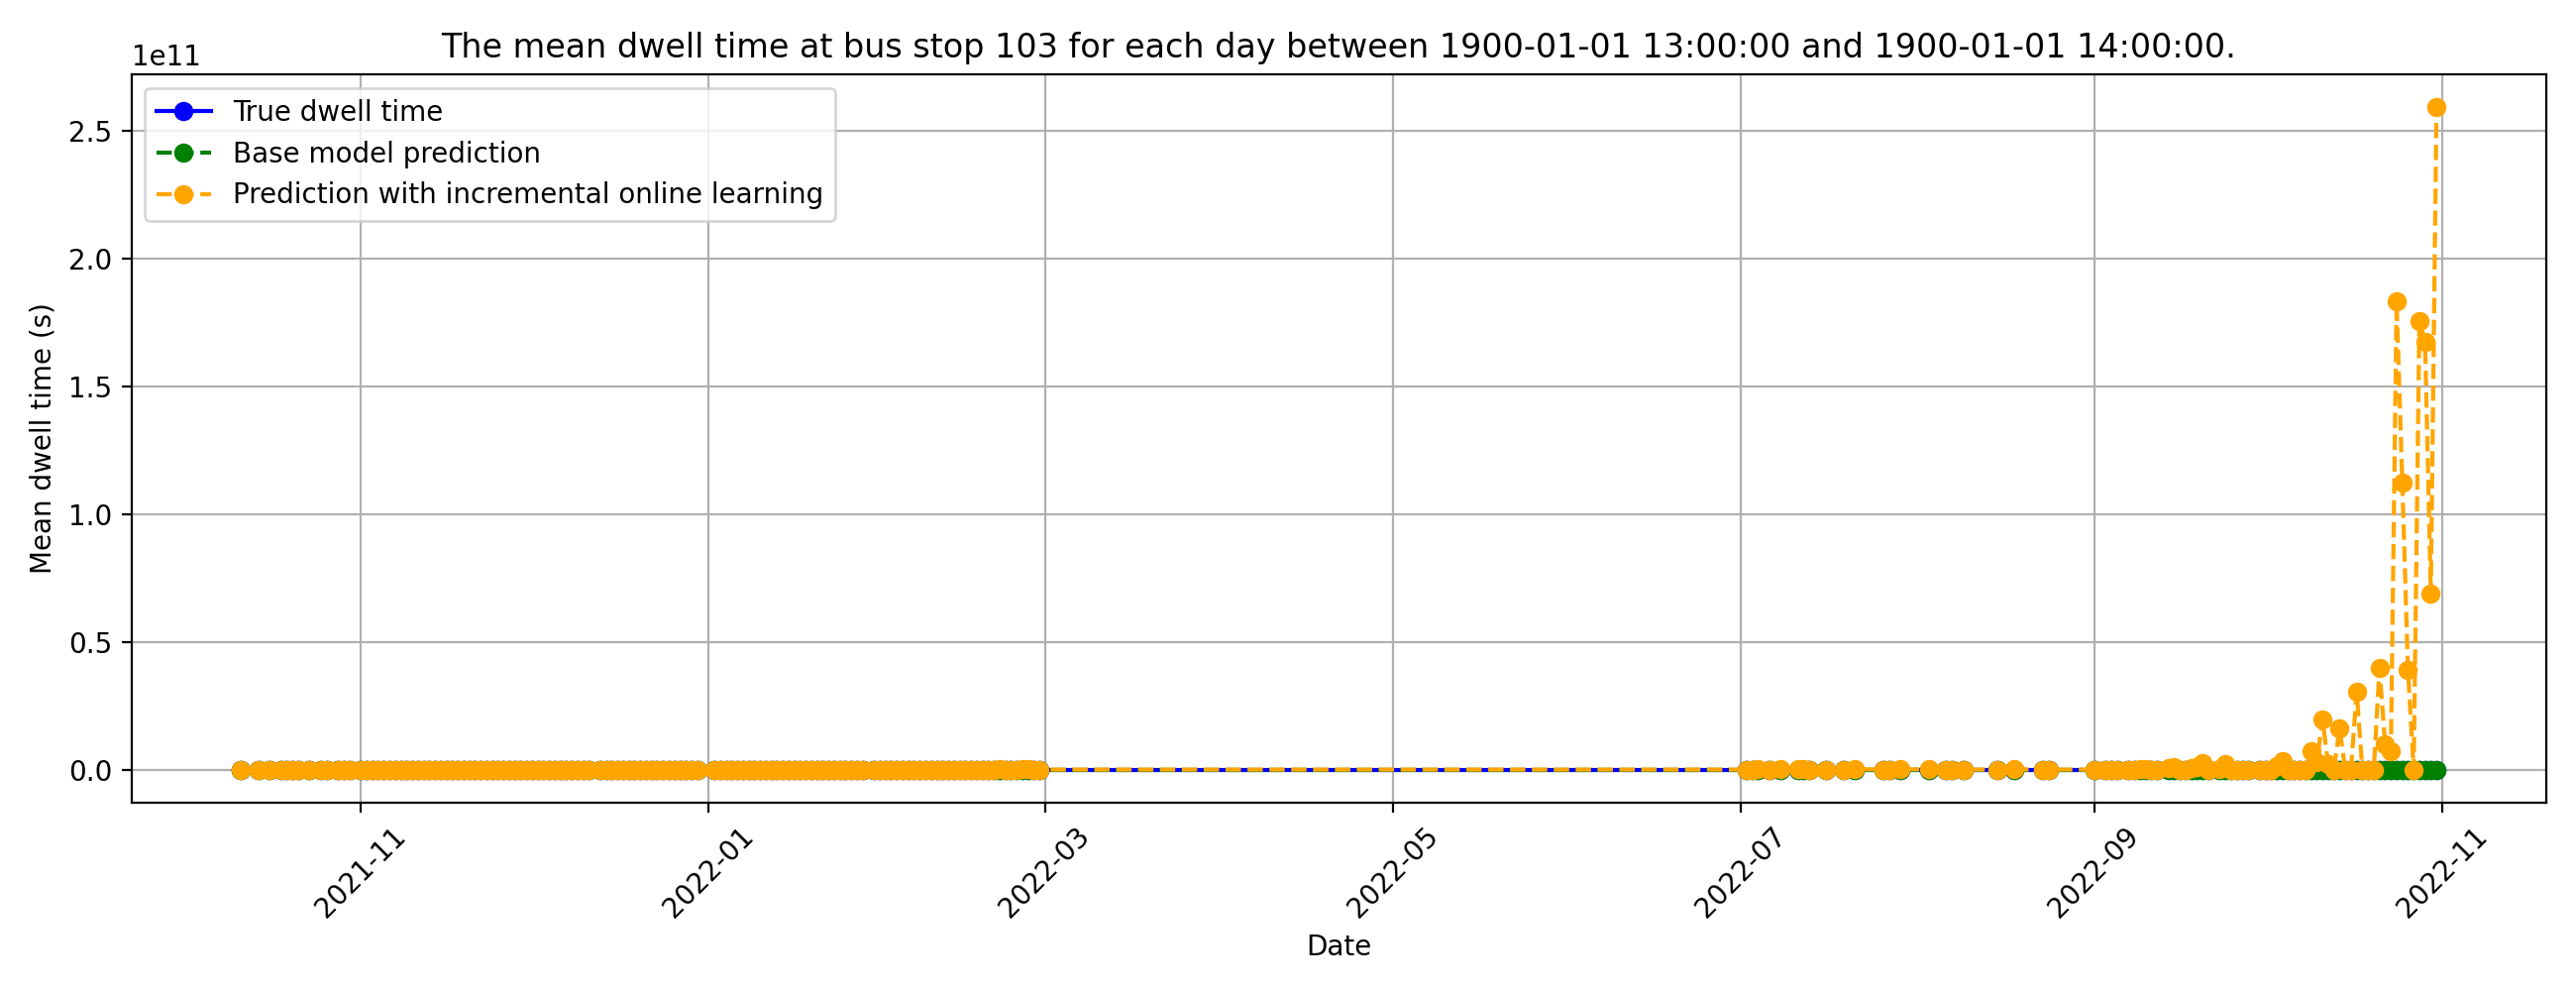 The mean dwell time at bus stop 103 for each day between 1900-01-01 13:00:00 and 1900-01-01 14:00:00.
1e11
True dwell time
Base model prediction
Prediction with incremental online learning
Mean dwell time (s)
2.5
2.0
1.5
1.0
0.5
0.0
2021-11
2022-01
2022-03
2022-05
2022-07
2022-09
2022-11
Date